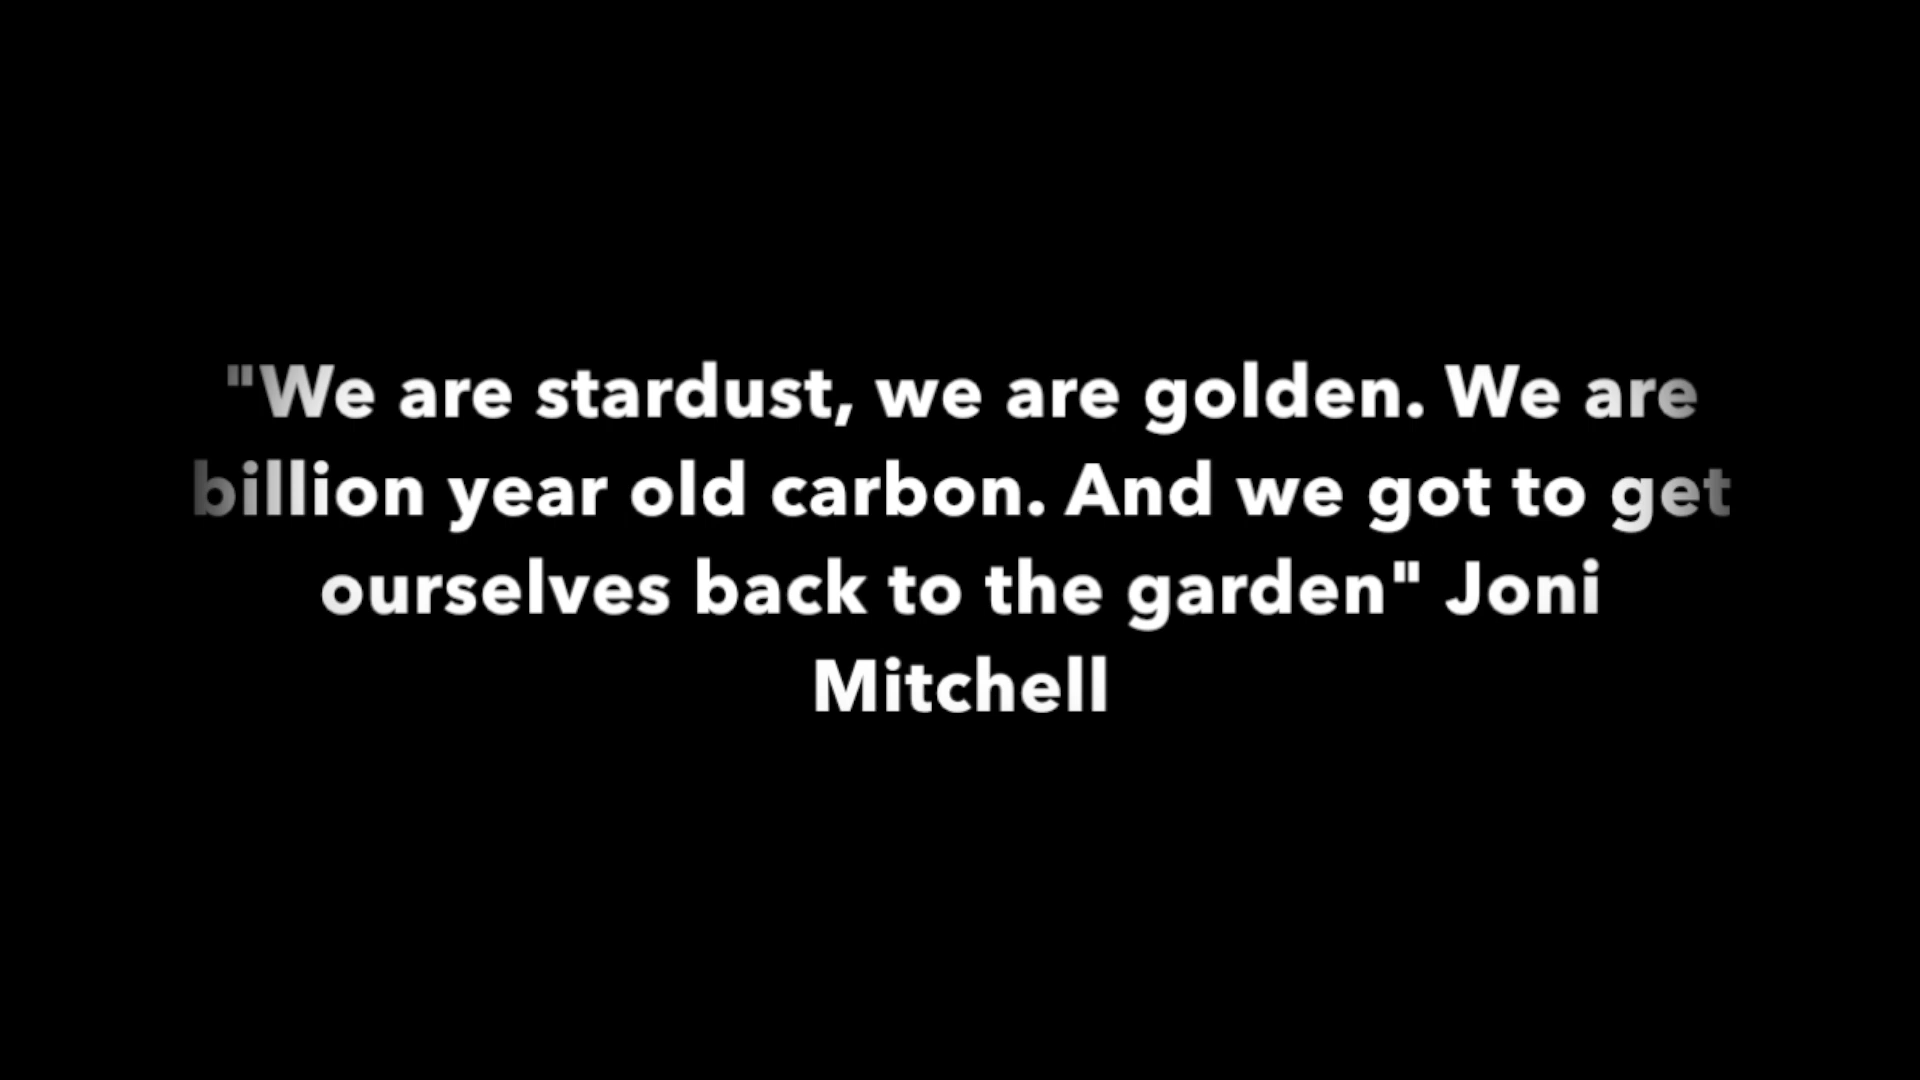 "We are stardust, we are golden. We are
billion year old carbon. And we got to get
ourselves back to the garden" Joni
Mitchell